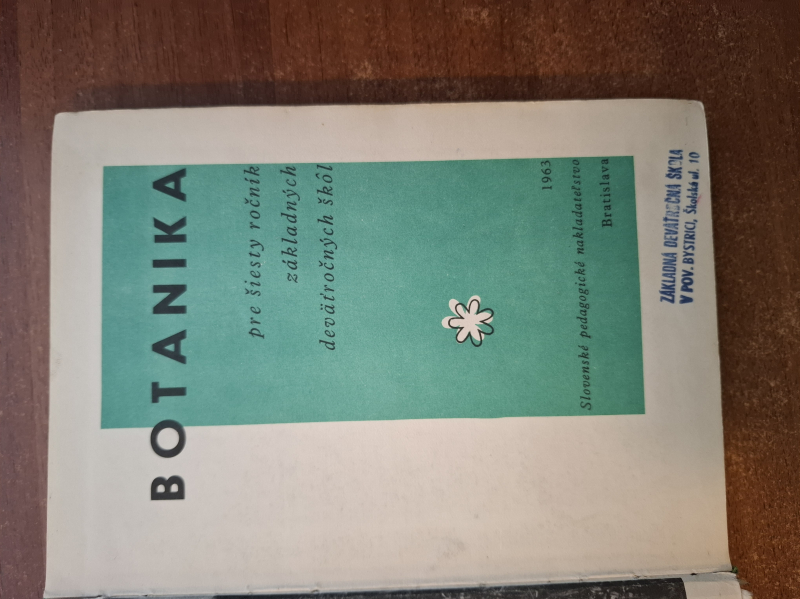 BOTANIKA
pre šiesty ročník
základných
deväťročných škôl
1963
Slovenské pedagogické nakladateľstvo
Bratislava
ZÁKLADNÁ DEVÄŤROČNÁ ŠKOLA
V POV. BYSTRICI, Školská ul. 10